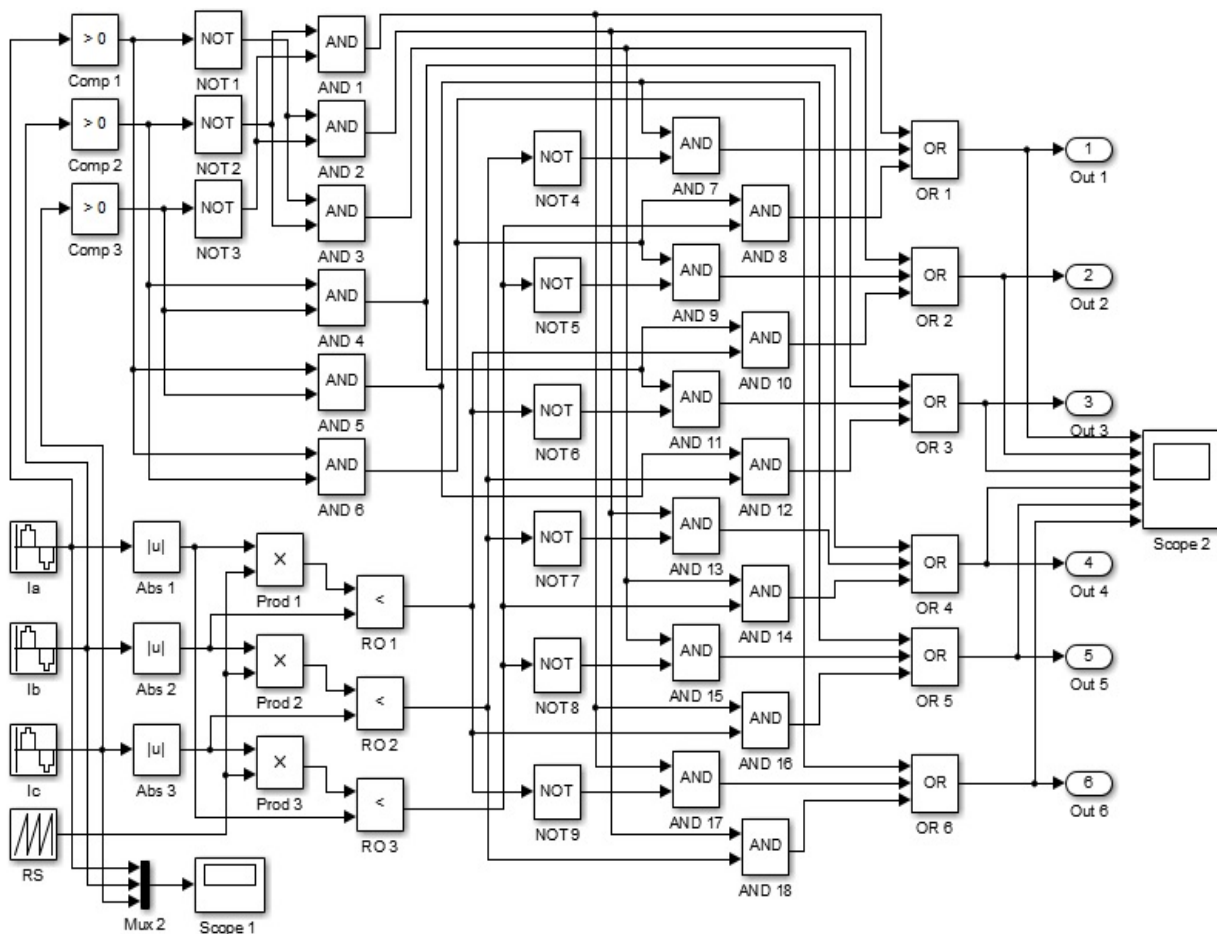 > 0
Comp 1
> 0
Comp 2
> 0
Comp 3
NOT
NOT 1
NOT
NOT 2
NOT
NOT 3
AND
AND 1
AND
AND 2
AND
AND 3
AND
AND 4
AND
AND 5
AND
AND 6
NOT
NOT 4
NOT
NOT 5
NOT
NOT 6
NOT
NOT 7
NOT
NOT 8
NOT
NOT 9
AND
AND 7
AND
AND 8
AND
AND 9
AND
AND 10
AND
AND 11
AND
AND 12
AND
AND 13
AND
AND 14
AND
AND 15
AND
AND 16
AND
AND 17
AND
AND 18
OR
OR 1
OR
OR 2
OR
OR 3
OR
OR 4
OR
OR 5
OR
OR 6
1
Out 1
2
Out 2
3
Out 3
4
Out 4
5
Out 5
6
Out 6
Scope 2
Ia
Ib
Ic
RS
|u|
Abs 1
|u|
Abs 2
|u|
Abs 3
×
Prod 1
×
Prod 2
×
Prod 3
<
RO 1
<
RO 2
<
RO 3
Mux 2
Scope 1